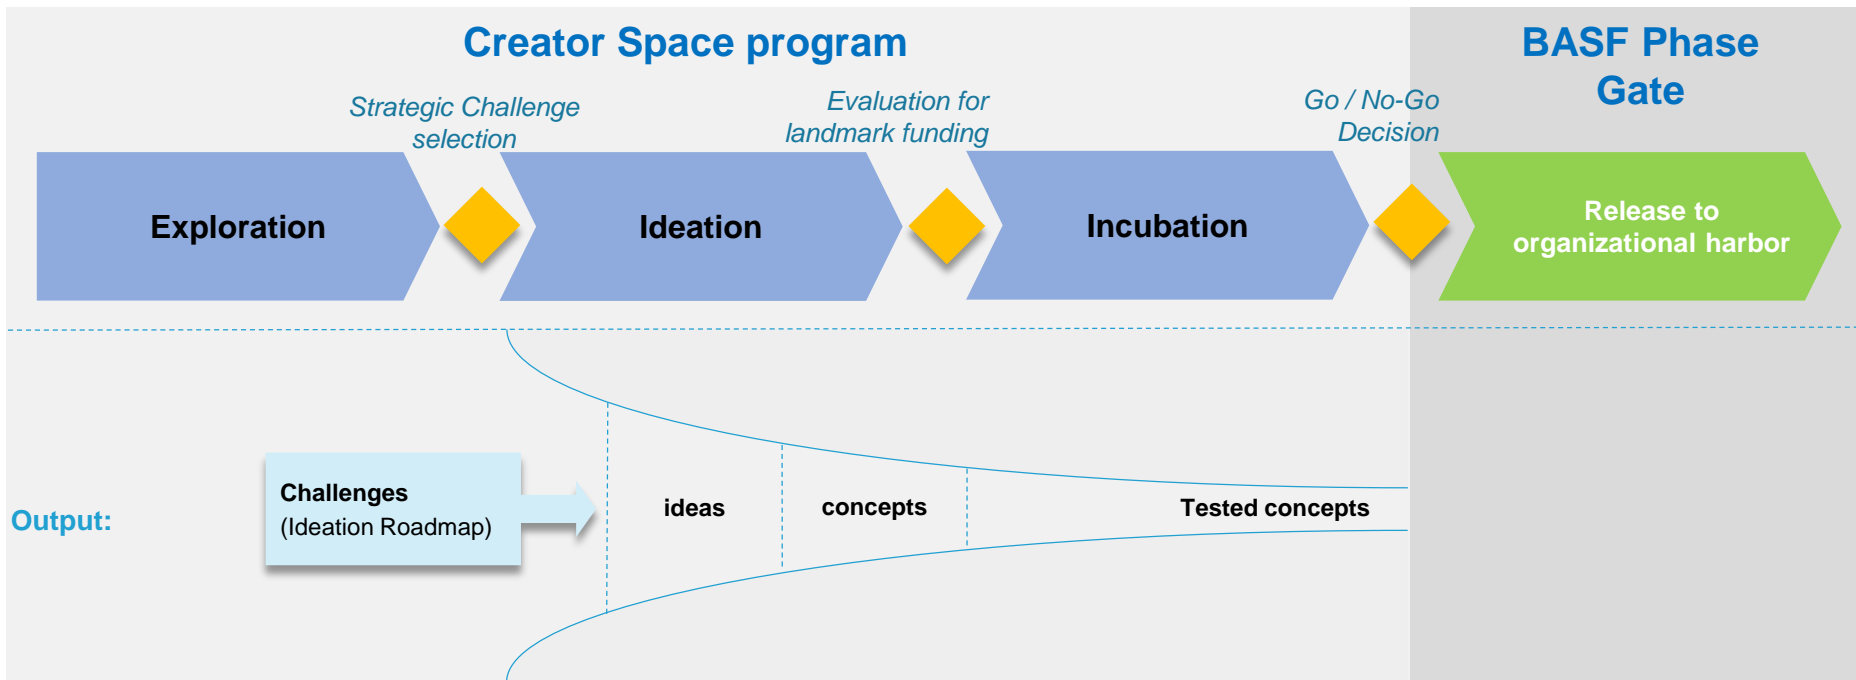 Creator Space program
BASF Phase
Gate
Strategic Challenge
selection
Evaluation for
landmark funding
Go / No-Go
Decision
Exploration
Ideation
Incubation
Release to
organizational harbor
Output:
Challenges
(Ideation Roadmap)
ideas
concepts
Tested concepts